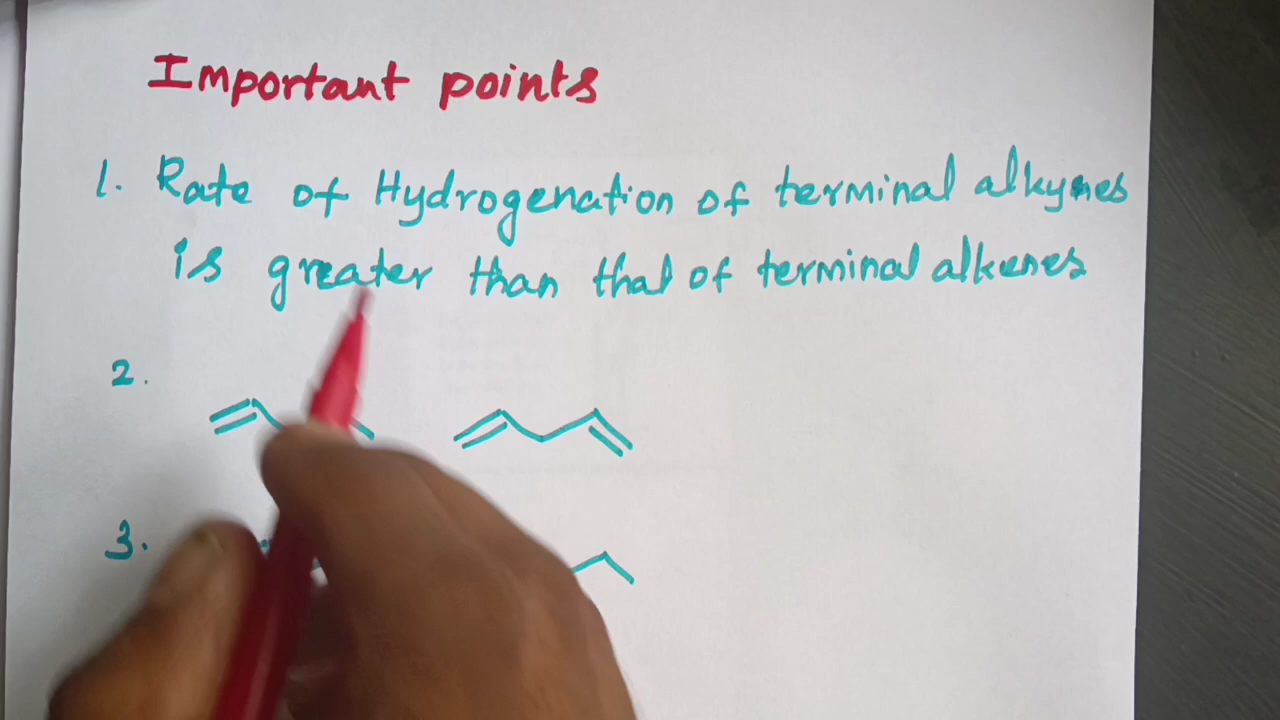 Important points
1. Rate of Hydrogenation of terminal alkynes
is greater than that of terminal alkenes
2.
3.